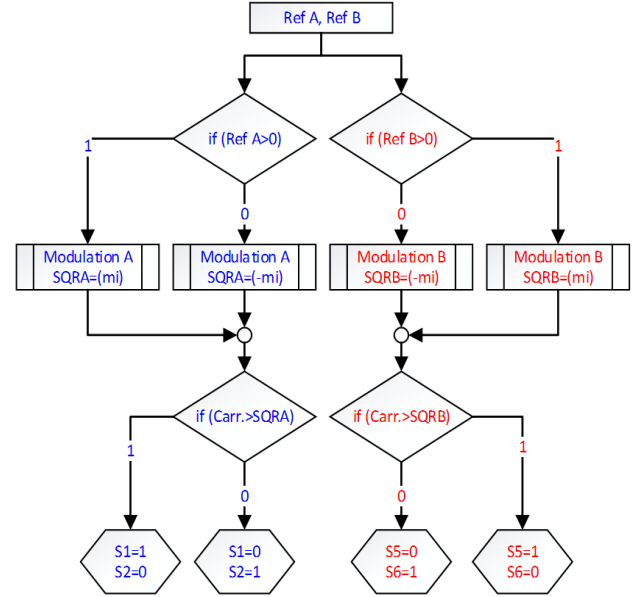 Ref A, Ref B
if (Ref A>0)
if (Ref B>0)
1
1
0
0
Modulation A
SQRA=(mi)
Modulation A
SQRA=(-mi)
Modulation B
SQRB=(-mi)
Modulation B
SQRB=(mi)
if (Carr.>SQRA)
if (Carr.>SQRB)
1
1
0
0
S1=1
S2=0
S1=0
S2=1
S5=0
S6=1
S5=1
S6=0